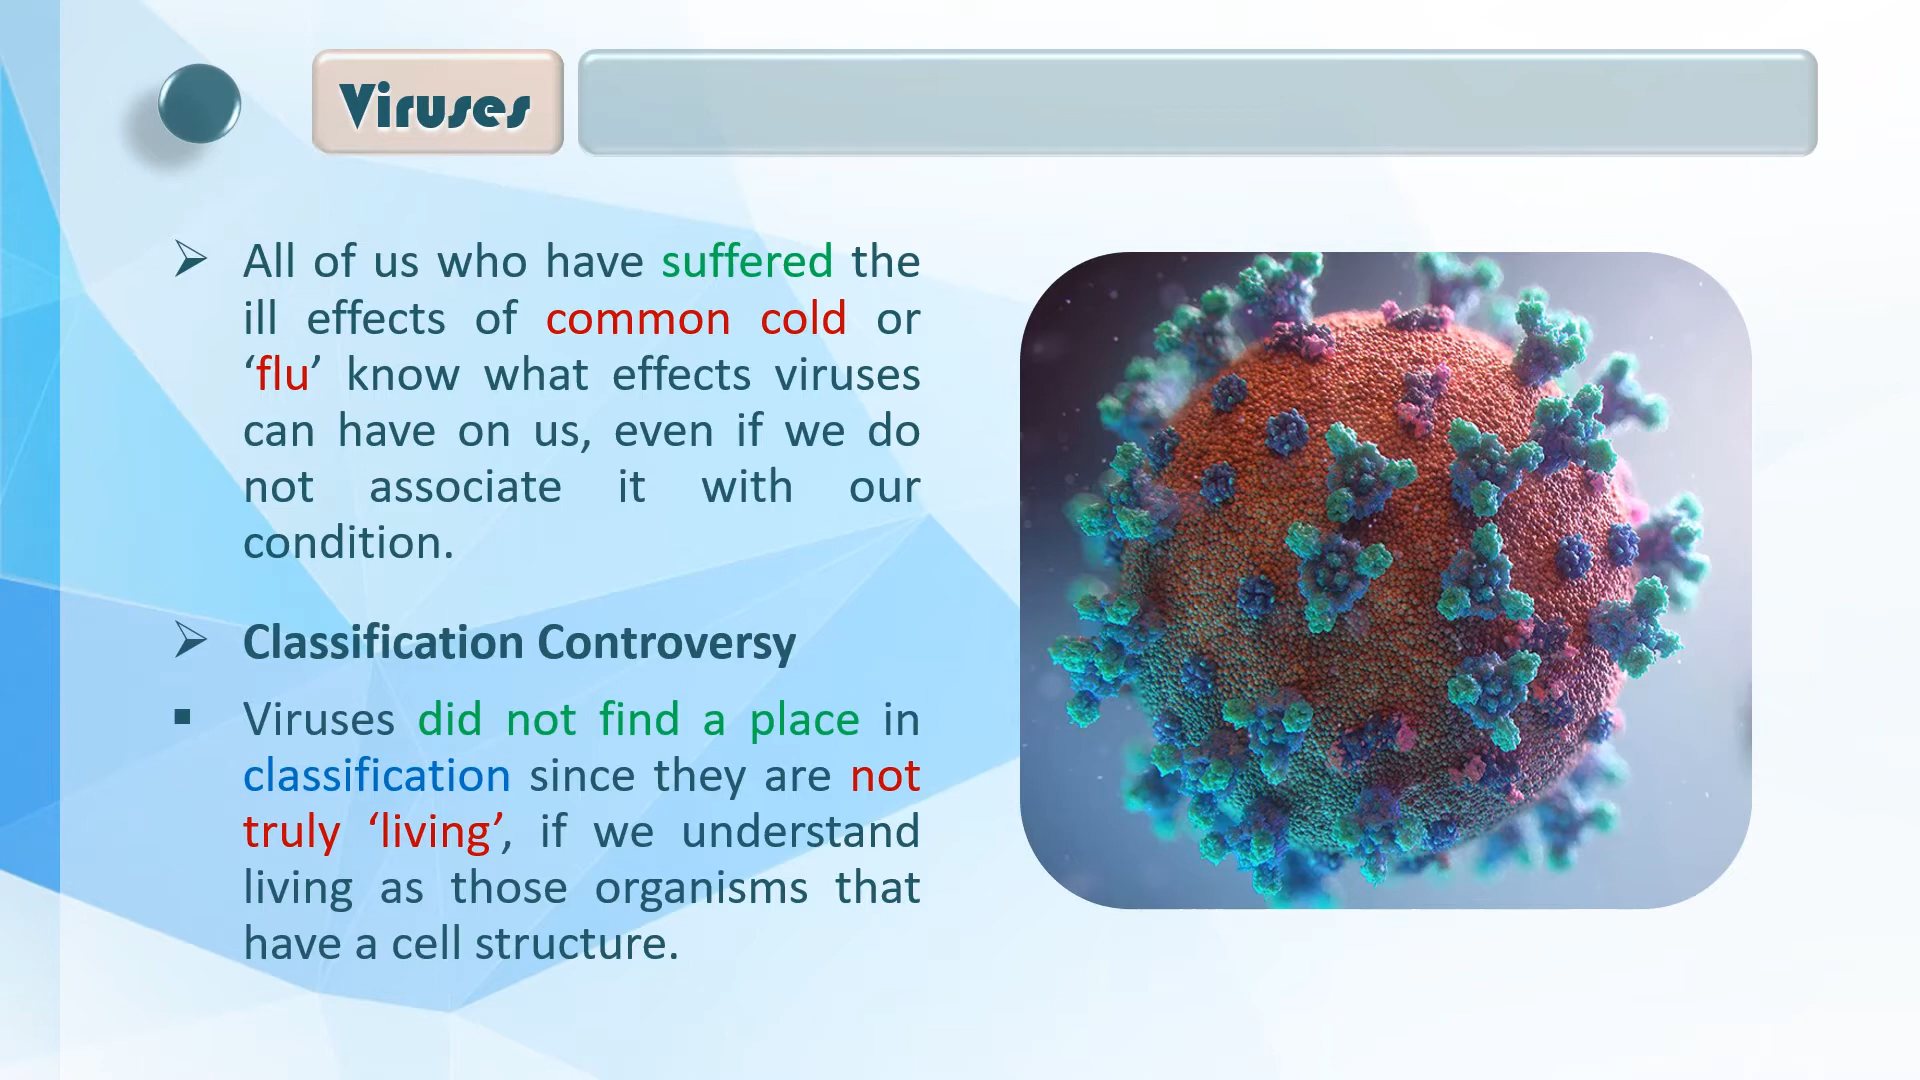 Viruses
➢ All of us who have suffered the
ill effects of common cold or
‘flu’ know what effects viruses
can have on us, even if we do
not associate it with our
condition.
➢ Classification Controversy
▪ Viruses did not find a place in
classification since they are not
truly ‘living’, if we understand
living as those organisms that
have a cell structure.